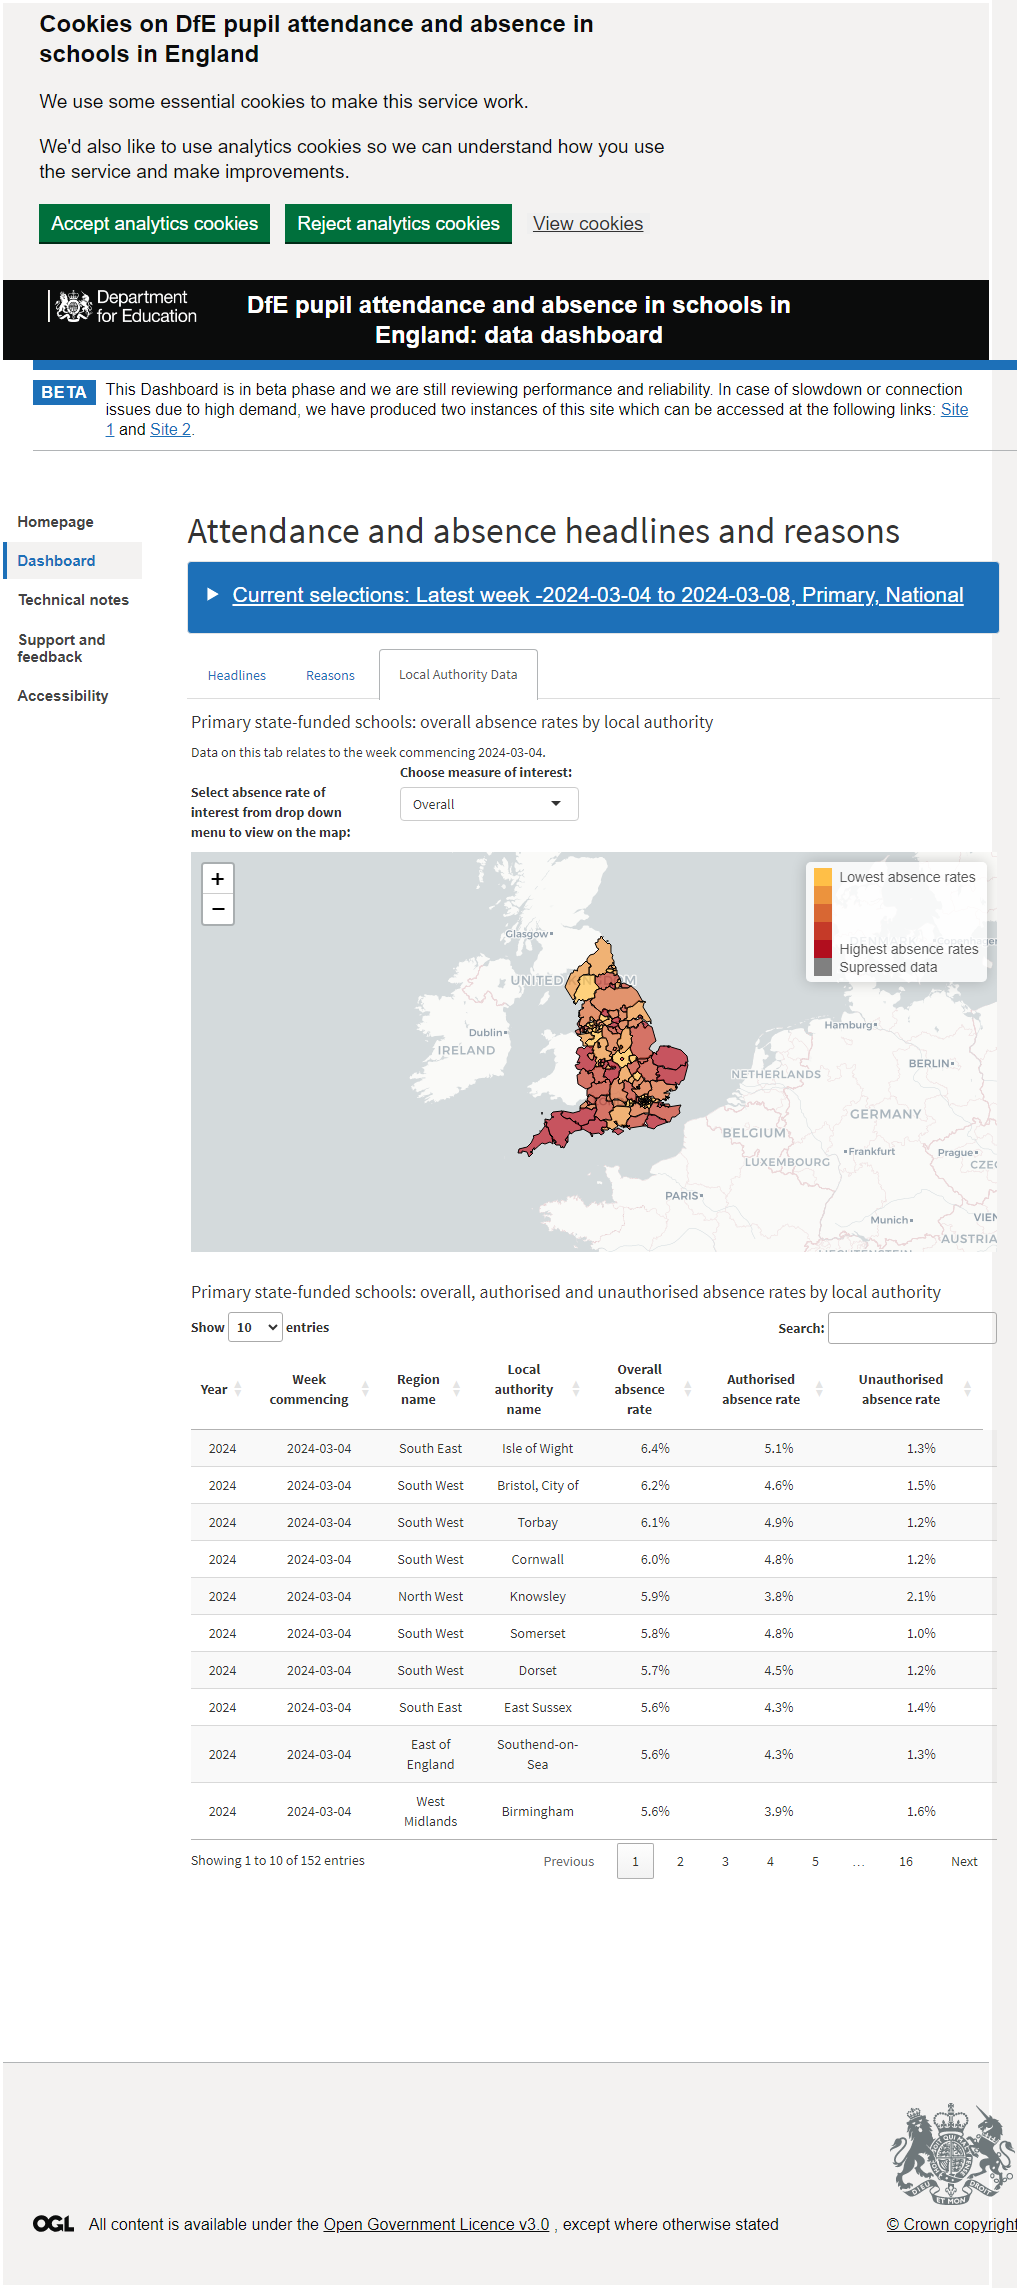 Cookies on DfE pupil attendance and absence in
schools in England
We use some essential cookies to make this service work.
We'd also like to use analytics cookies so we can understand how you use
the service and make improvements.
Accept analytics cookies Reject analytics cookies View cookies
Department
for Education
DfE pupil attendance and absence in schools in
England: data dashboard
BETA
This Dashboard is in beta phase and we are still reviewing performance and reliability. In case of slowdown or connection
issues due to high demand, we have produced two instances of this site which can be accessed at the following links: Site
1 and Site 2.
Homepage
Dashboard
Technical notes
Support and
feedback
Accessibility
Attendance and absence headlines and reasons
Current selections: Latest week -2024-03-04 to 2024-03-08, Primary, National
Headlines Reasons Local Authority Data
Primary state-funded schools: overall absence rates by local authority
Data on this tab relates to the week commencing 2024-03-04.
Select absence rate of
interest from drop down
menu to view on the map:
Choose measure of interest:
Overall
+
−
Lowest absence rates
Highest absence rates
Supressed data
Glasgow
UNITED
Dublin
IRELAND
Hamburg
BERLIN
NETHERLANDS
GERMANY
BELGIUM
Frankfurt
LUXEMBOURG
Prague
CZEC
PARIS
Munich
VIEN
AUSTRIA
Primary state-funded schools: overall, authorised and unauthorised absence rates by local authority
Show 10 entries Search:
Year Week commencing Region name Local authority name Overall absence rate Authorised absence rate Unauthorised absence rate
2024 2024-03-04 South East Isle of Wight 6.4% 5.1% 1.3%
2024 2024-03-04 South West Bristol, City of 6.2% 4.6% 1.5%
2024 2024-03-04 South West Torbay 6.1% 4.9% 1.2%
2024 2024-03-04 South West Cornwall 6.0% 4.8% 1.2%
2024 2024-03-04 North West Knowsley 5.9% 3.8% 2.1%
2024 2024-03-04 South West Somerset 5.8% 4.8% 1.0%
2024 2024-03-04 South West Dorset 5.7% 4.5% 1.2%
2024 2024-03-04 South East East Sussex 5.6% 4.3% 1.4%
2024 2024-03-04 East of England Southend-on-Sea 5.6% 4.3% 1.3%
2024 2024-03-04 West Midlands Birmingham 5.6% 3.9% 1.6%
Showing 1 to 10 of 152 entries Previous 1 2 3 4 5 … 16 Next
OGL All content is available under the Open Government Licence v3.0 , except where otherwise stated
© Crown copyright